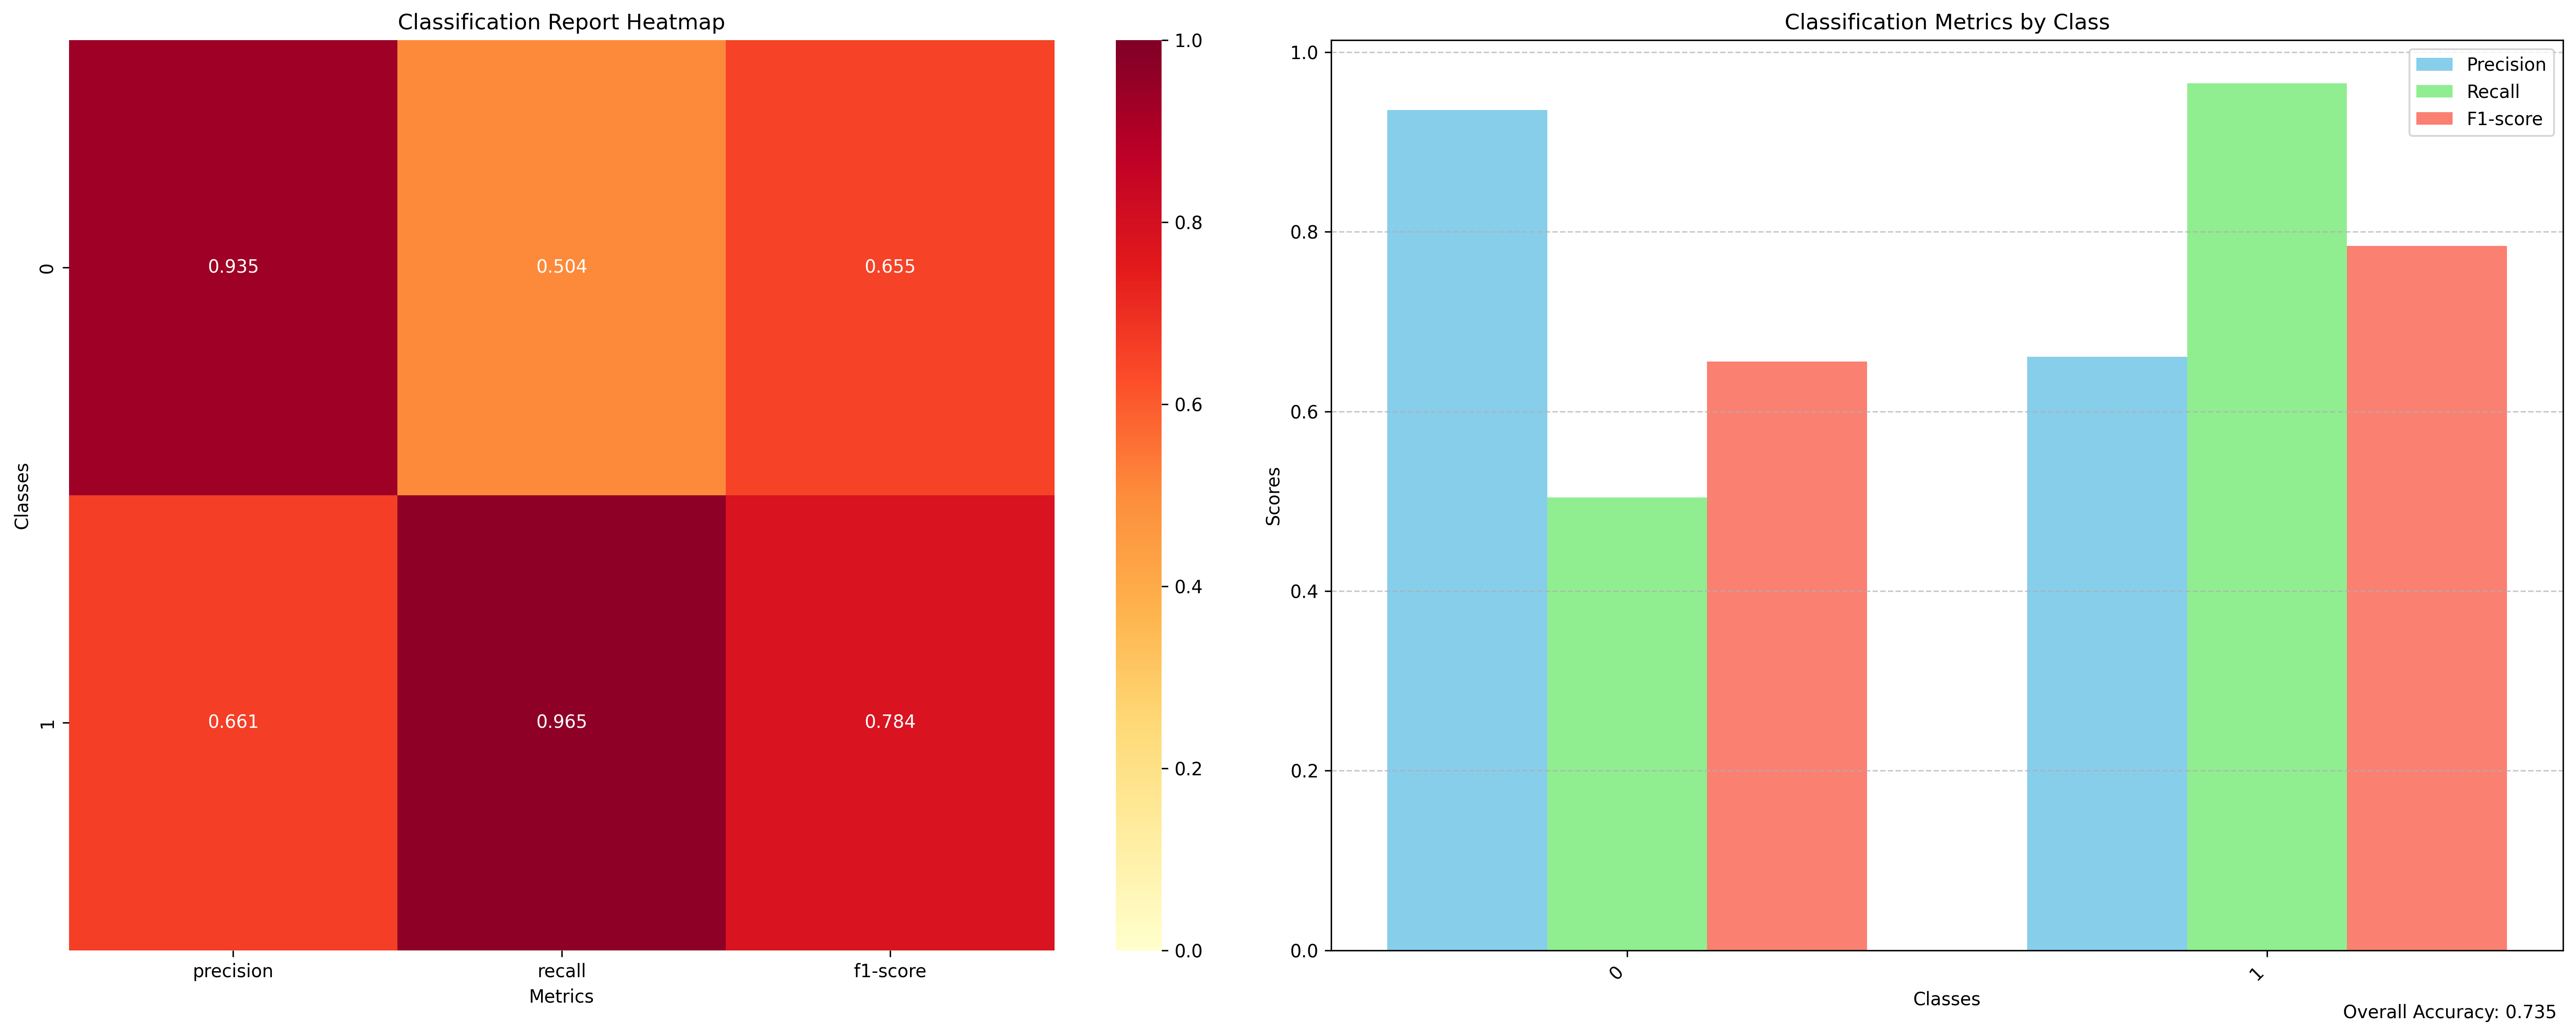 Classification Report Heatmap
0.935 0.504 0.655
0.661 0.965 0.784
0
1
Classes
precision recall f1-score
Metrics
1.0
0.8
0.6
0.4
0.2
0.0
Classification Metrics by Class
Precision
Recall
F1-score
1.0
0.8
0.6
0.4
0.2
0.0
Scores
0 1
Classes
Overall Accuracy: 0.735